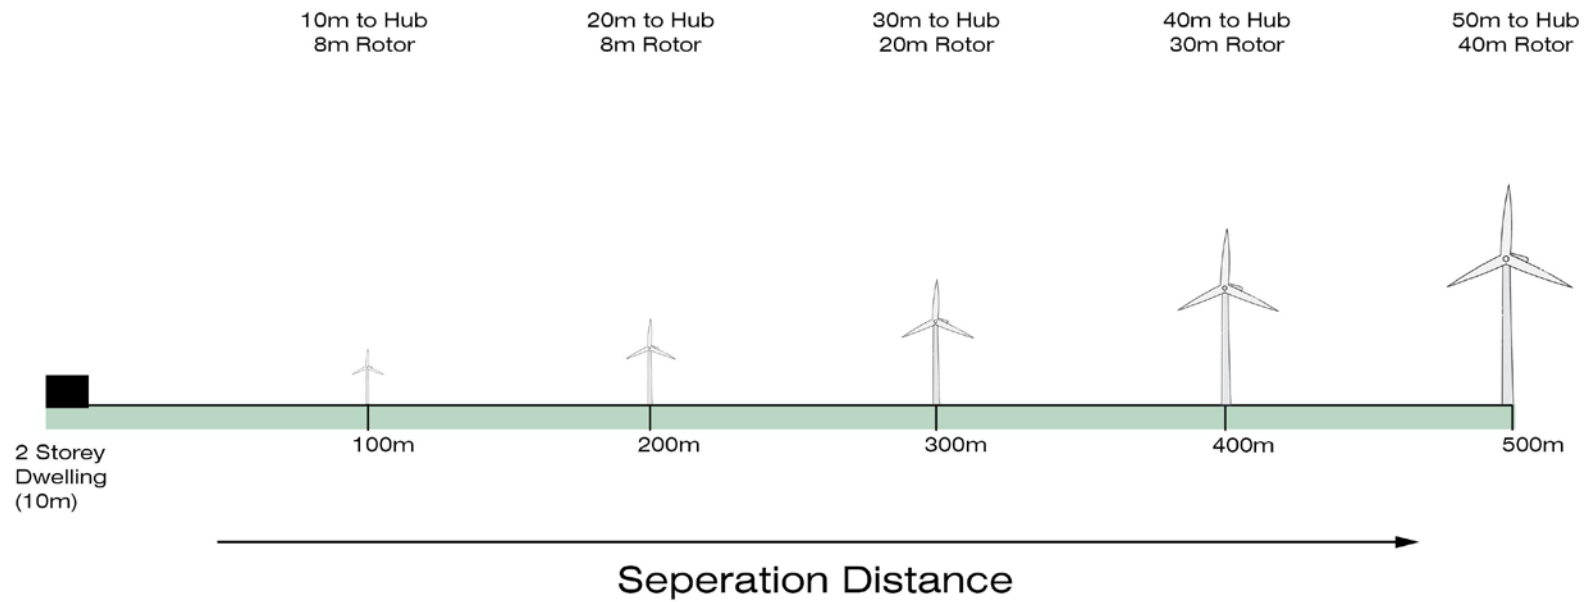 10m to Hub
8m Rotor
20m to Hub
8m Rotor
30m to Hub
20m Rotor
40m to Hub
30m Rotor
50m to Hub
40m Rotor
2 Storey
Dwelling
(10m)
100m
200m
300m
400m
500m
Seperation Distance